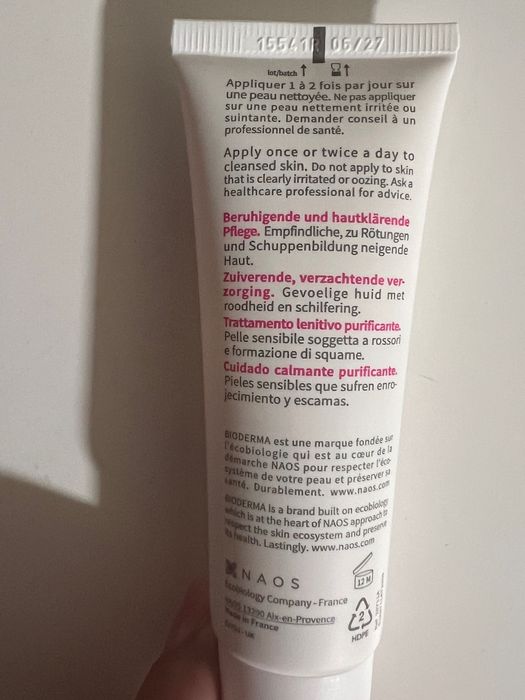 15541R 06/27
lot/batch
Appliquer 1 à 2 fois par jour sur
une peau nettoyée. Ne pas appliquer
sur une peau nettement irritée ou
suintante. Demander conseil à un
professionnel de santé.
Apply once or twice a day to
cleansed skin. Do not apply to skin
that is clearly irritated or oozing. Ask a
healthcare professional for advice.
Beruhigende und hautklärende
Pflege. Empfindliche, zu Rötungen
und Schuppenbildung neigende
Haut.
Zuiverende, verzachtende ver-
zorging. Gevoelige huid met
roodheid en schilfering.
Trattamento lenitivo purificante.
Pelle sensibile soggetta a rossori
e formazione di squame.
Cuidado calmante purificante.
Pieles sensibles que sufren enro-
jecimiento y escamas.
BIODERMA est une marque fondée sur
l'écobiologie qui est au cœur de la
démarche NAOS pour respecter l'éco-
système de votre peau et préserver sa
santé. Durablement. www.naos.com
BIODERMA is a brand built on ecobiology
which is at the heart of NAOS approach to
respect the skin ecosystem and preserve
its health. Lastingly. www.naos.com
NAOS
12 M
Ecobiology Company - France
NAOS 13290 Aix-en-Provence
Made in France
2
HDPE